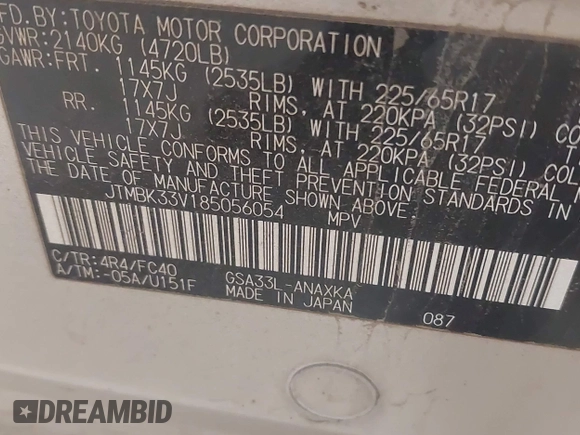 FD. BY: TOYOTA MOTOR CORPORATION
GVWR: 2140KG (4720LB)
GAWR: FRT. 1145KG (2535LB) WITH 225/65R17
17X7J RIMS, AT 220KPA (32PSI) CO
RR. 1145KG (2535LB) WITH 225/65R17
17X7J RIMS, AT 220KPA (32PSI) COL
THIS VEHICLE CONFORMS TO ALL APPLICABLE FEDERAL
VEHICLE SAFETY AND THEFT PREVENTION
THE DATE OF MANUFACTURE SHOWN ABOVE.
JTMBK33V185056054 MPV
C/TR: 4R4/FC40 GSA33L-ANAXKA
A/TM: -05A/U151F MADE IN JAPAN
087
DREAMBID